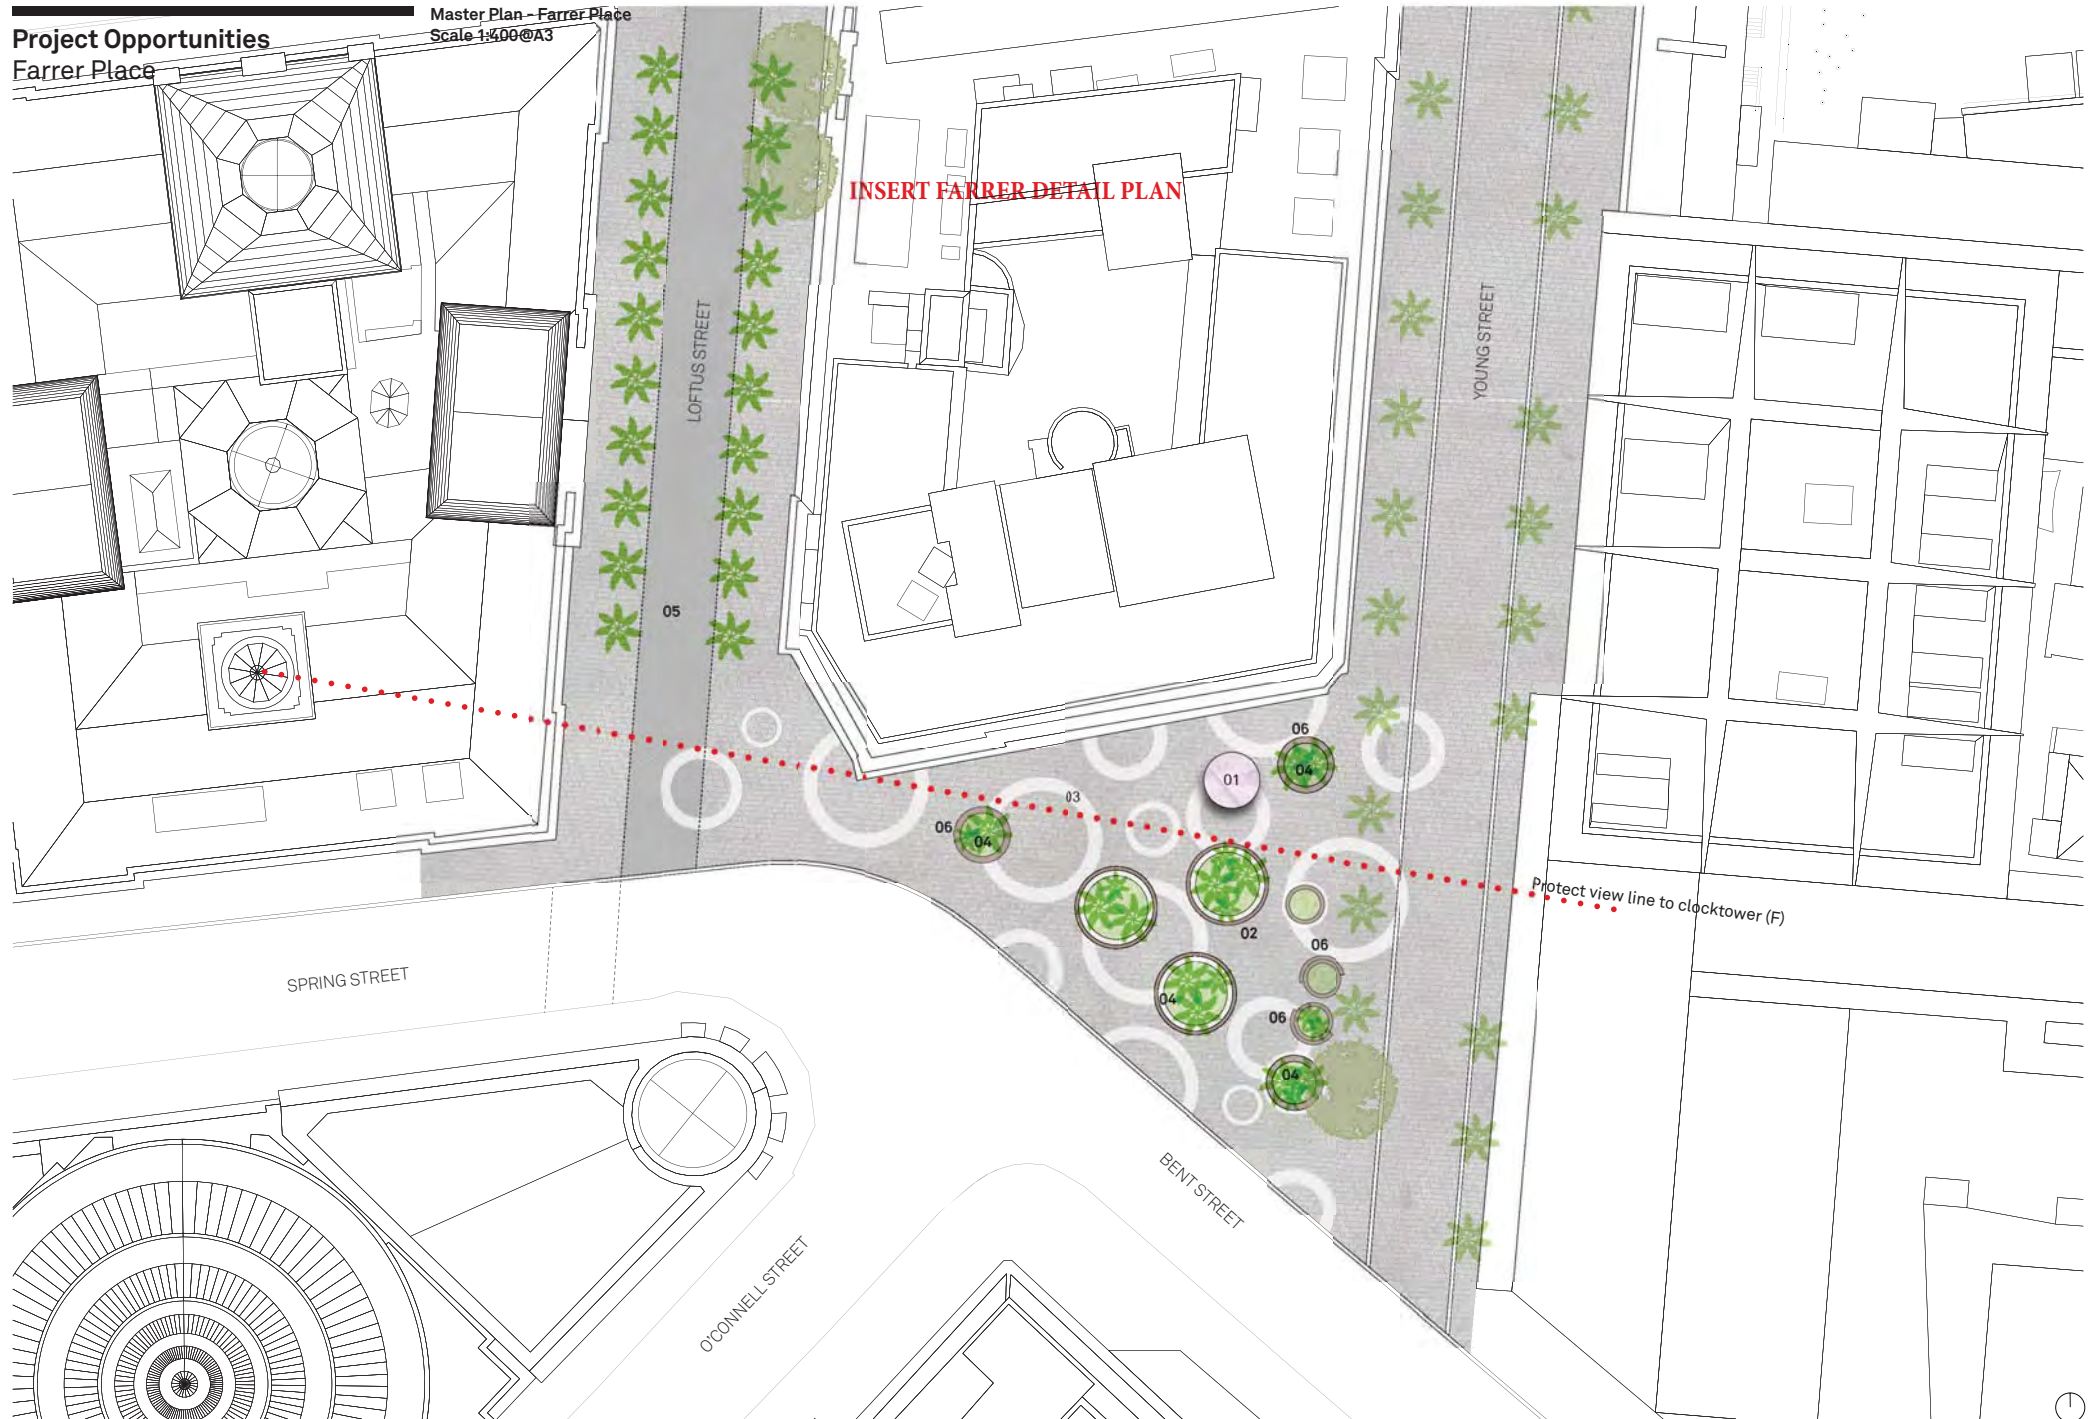 Master Plan - Farrer Place
Scale 1:400@A3
Project Opportunities
Farrer Place
INSERT FARRER DETAIL PLAN
LOFTUS STREET
YOUNG STREET
05
06
04
01
03
06
04
02
06
04
06
04
Protect view line to clocktower (F)
SPRING STREET
BENT STREET
O'CONNELL STREET